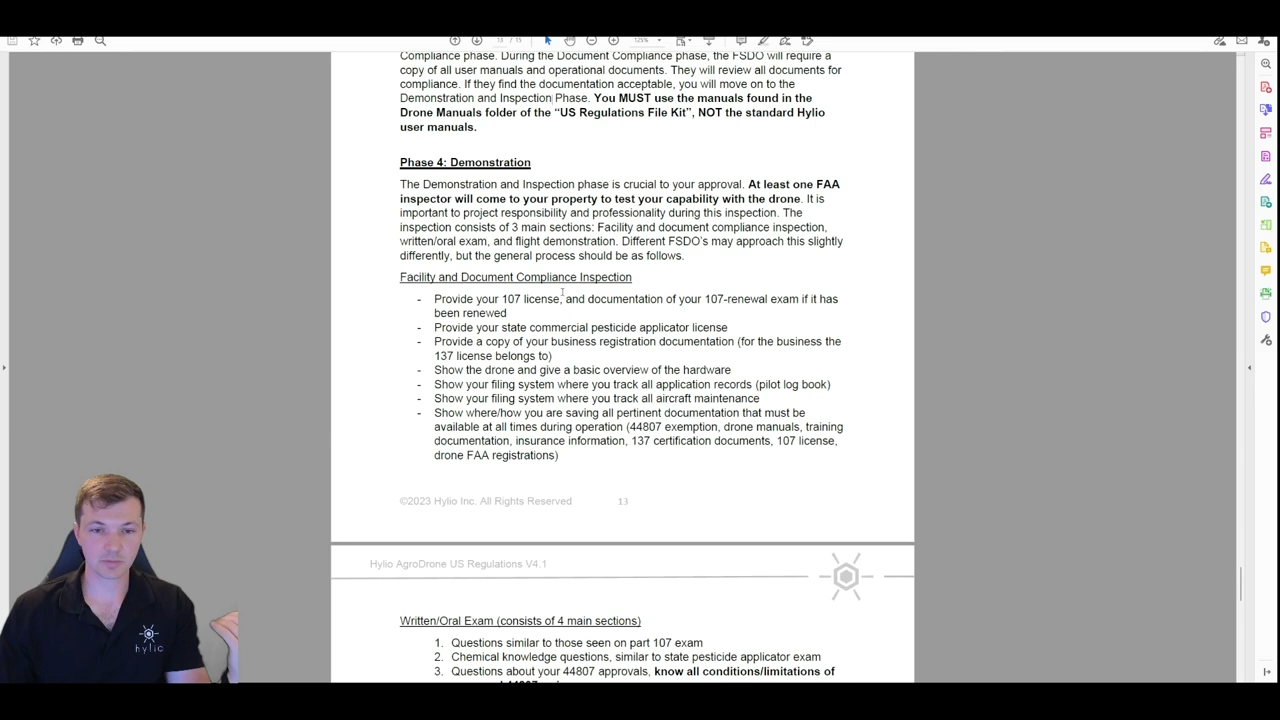 13 / 15
125%
Compliance phase. During the Document Compliance phase, the FSDO will require a
copy of all user manuals and operational documents. They will review all documents for
compliance. If they find the documentation acceptable, you will move on to the
Demonstration and Inspection Phase. You MUST use the manuals found in the
Drone Manuals folder of the “US Regulations File Kit”, NOT the standard Hylio
user manuals.
Phase 4: Demonstration
The Demonstration and Inspection phase is crucial to your approval. At least one FAA
inspector will come to your property to test your capability with the drone. It is
important to project responsibility and professionality during this inspection. The
inspection consists of 3 main sections: Facility and document compliance inspection,
written/oral exam, and flight demonstration. Different FSDO’s may approach this slightly
differently, but the general process should be as follows.
Facility and Document Compliance Inspection
- Provide your 107 license, and documentation of your 107-renewal exam if it has
been renewed
- Provide your state commercial pesticide applicator license
- Provide a copy of your business registration documentation (for the business the
137 license belongs to)
- Show the drone and give a basic overview of the hardware
- Show your filing system where you track all application records (pilot log book)
- Show your filing system where you track all aircraft maintenance
- Show where/how you are saving all pertinent documentation that must be
available at all times during operation (44807 exemption, drone manuals, training
documentation, insurance information, 137 certification documents, 107 license,
drone FAA registrations)
©2023 Hylio Inc. All Rights Reserved 13
Hylio AgroDrone US Regulations V4.1
Written/Oral Exam (consists of 4 main sections)
1. Questions similar to those seen on part 107 exam
2. Chemical knowledge questions, similar to state pesticide applicator exam
3. Questions about your 44807 approvals, know all conditions/limitations of
hylio